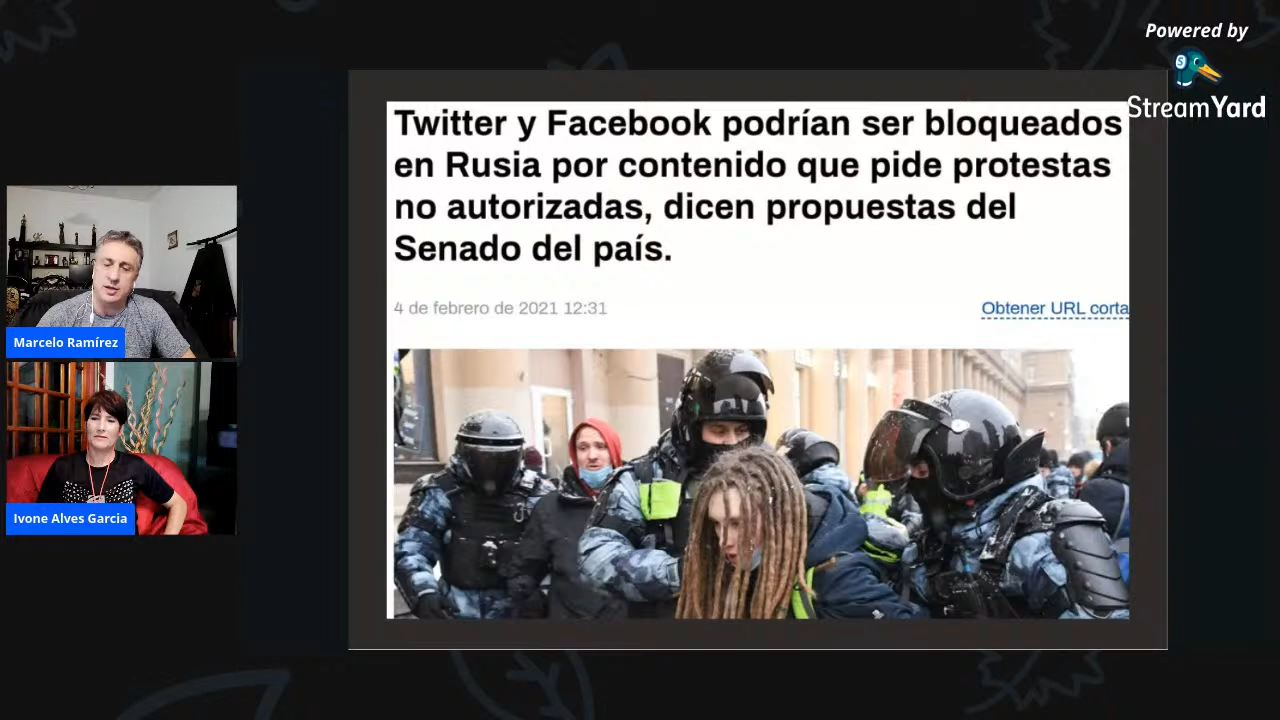 Powered by
StreamYard
Twitter y Facebook podrían ser bloqueados
en Rusia por contenido que pide protestas
no autorizadas, dicen propuestas del
Senado del país.
4 de febrero de 2021 12:31
Obtener URL corta
Marcelo Ramírez
Ivone Alves Garcia